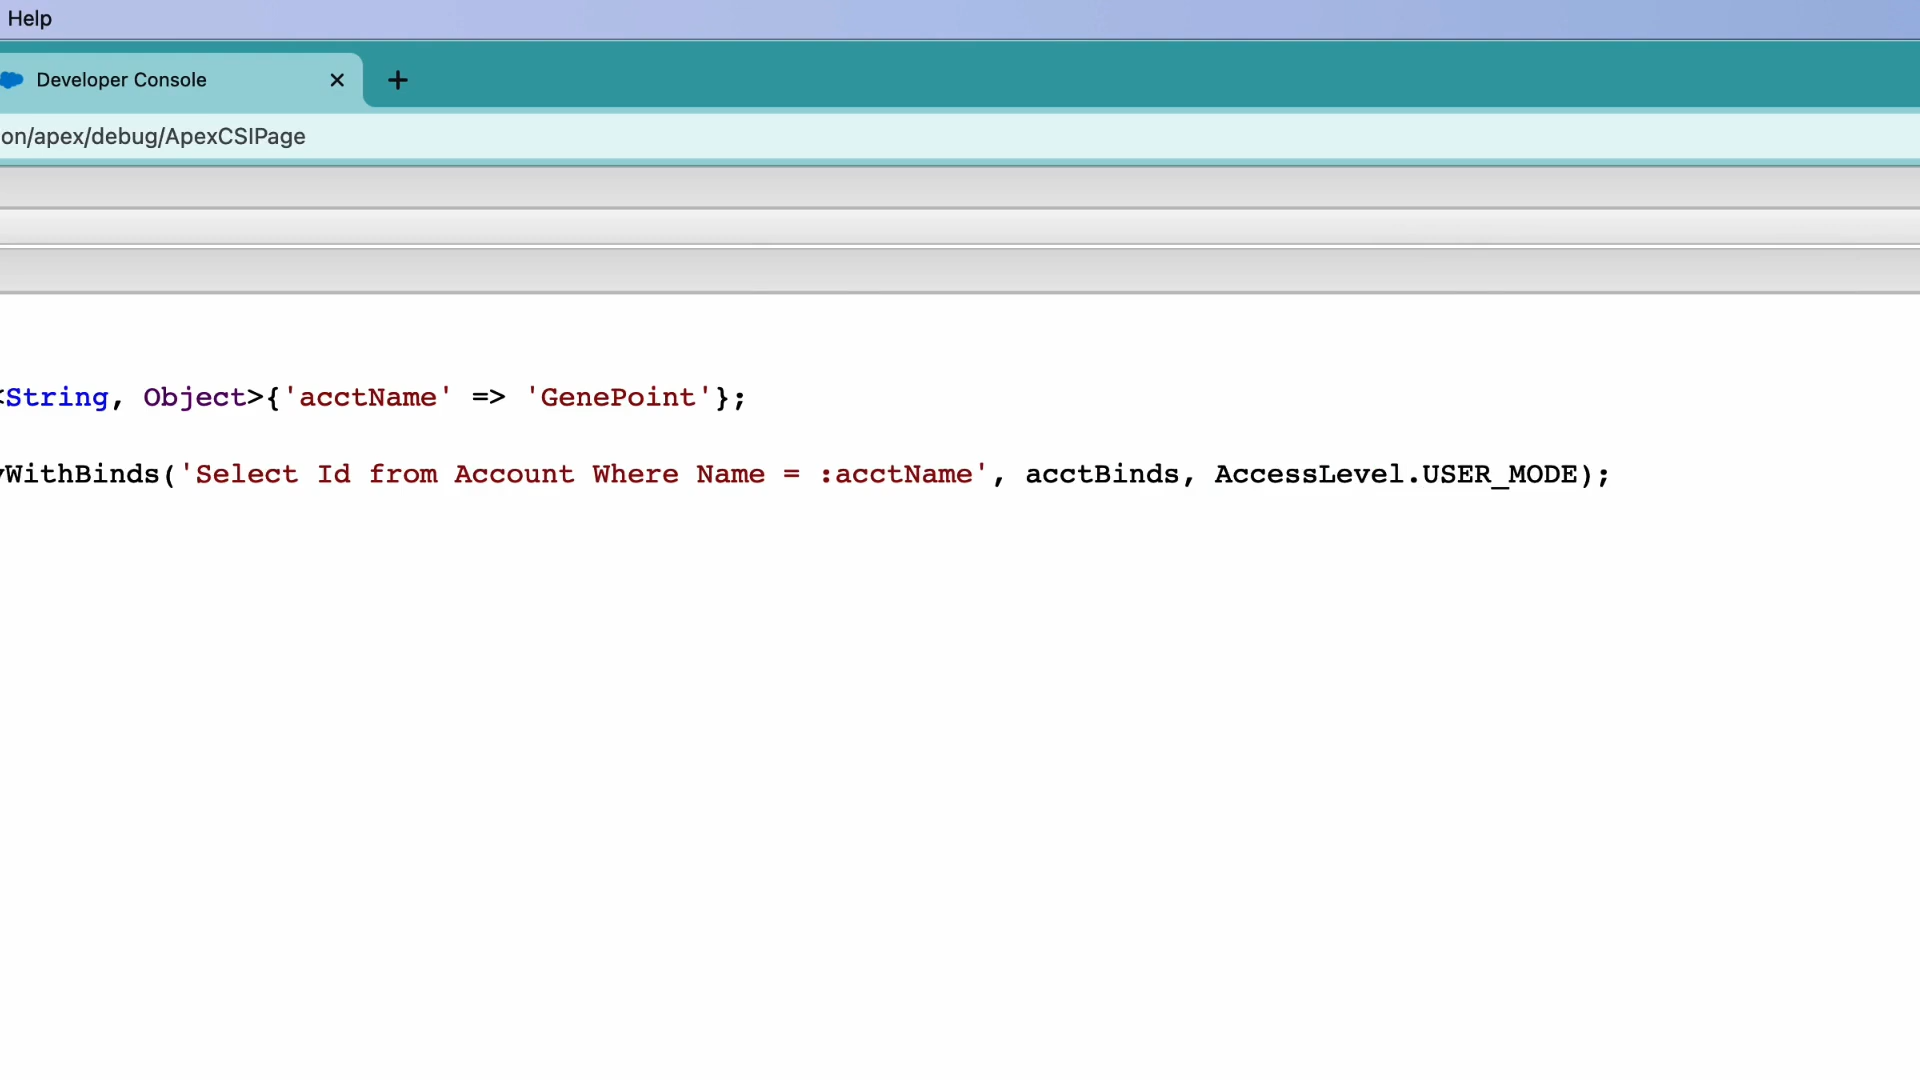 Help
Developer Console
on/apex/debug/ApexCSIPage
<String, Object>{'acctName' => 'GenePoint'};
yWithBinds('Select Id from Account Where Name = :acctName', acctBinds, AccessLevel.USER_MODE);